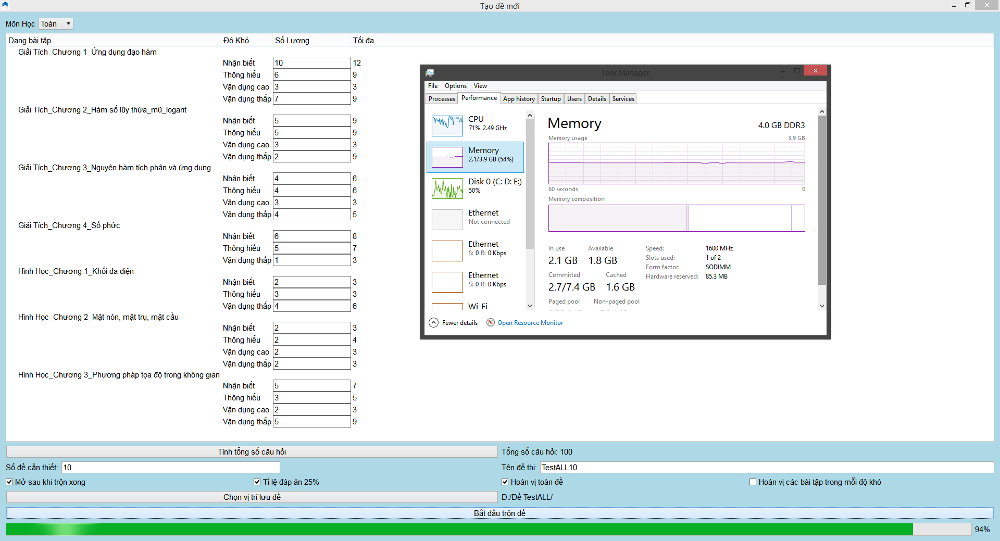 Tạo đề mới
Môn Học Toán
Dạng bài tập Độ Khó Số Lượng Tối đa
Giải Tích_Chương 1_Ứng dụng đạo hàm
Nhận biết 10 12
Thông hiểu 6 9
Vận dụng cao 3 3
Vận dụng thấp 7 9
Giải Tích_Chương 2_Hàm số lũy thừa_mũ_logarit
Nhận biết 5 9
Thông hiểu 5 9
Vận dụng cao 3 3
Vận dụng thấp 2 9
Giải Tích_Chương 3_Nguyên hàm tích phân và ứng dụng
Nhận biết 4 6
Thông hiểu 4 6
Vận dụng cao 3 3
Vận dụng thấp 4 5
Giải Tích_Chương 4_Số phức
Nhận biết 6 8
Thông hiểu 5 7
Vận dụng thấp 1 3
Hình Học_Chương 1_Khối đa diện
Nhận biết 2 3
Thông hiểu 3 3
Vận dụng thấp 4 6
Hình Học_Chương 2_Mặt nón, mặt trụ, mặt cầu
Nhận biết 2 3
Thông hiểu 2 4
Vận dụng cao 2 3
Vận dụng thấp 2 3
Hình Học_Chương 3_Phương pháp tọa độ trong không gian
Nhận biết 5 7
Thông hiểu 3 5
Vận dụng cao 2 3
Vận dụng thấp 5 9
Task Manager
File Options View
Processes Performance App history Startup Users Details Services
CPU
71% 2.49 GHz
Memory
2.1/3.9 GB (54%)
Disk 0 (C: D: E:)
50%
Ethernet
Not connected
Ethernet
S: 0 R: 0 Kbps
Ethernet
S: 0 R: 0 Kbps
Wi-Fi
Memory 4.0 GB DDR3
Memory usage 3.9 GB
60 seconds 0
Memory composition
In use Available
2.1 GB 1.8 GB
Committed Cached
2.7/7.4 GB 1.6 GB
Paged pool Non-paged pool
Speed: 1600 MHz
Slots used: 1 of 2
Form factor: SODIMM
Hardware reserved: 85.3 MB
Fewer details Open Resource Monitor
Tính tổng số câu hỏi Tổng số câu hỏi: 100
Số đề cần thiết: 10 Tên đề thi: TestALL10
Mở sau khi trộn xong Tỉ lệ đáp án 25% Hoán vị toàn đề Hoán vị các bài tập trong mỗi độ khó
Chọn vị trí lưu đề D:/Đề TestALL/
Bắt đầu trộn đề
94%